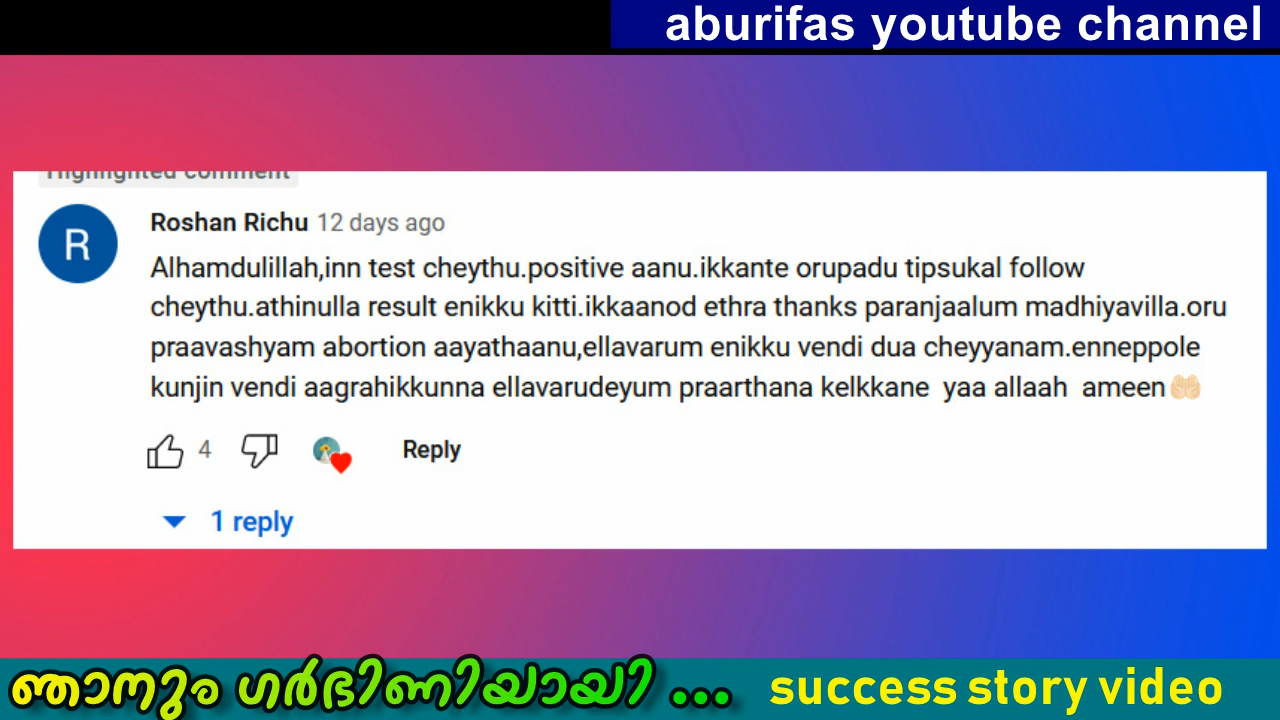 aburifas youtube channel
Highlighted comment
Roshan Richu 12 days ago
Alhamdulillah,inn test cheythu.positive aanu.ikkante orupadu tipsukal follow
cheythu.athinulla result enikku kitti.ikkaanod ethra thanks paranjaalum madhiyavilla.oru
praavashyam abortion aayathaanu,ellavarum enikku vendi dua cheyyanam.enneppole
kunjin vendi aagrahikkunna ellavarudeyum praarthana kelkkane yaa allaah ameen🤲🏻
R
4 Reply
1 reply
ഞാനും ഗർഭിണിയായി ... success story video